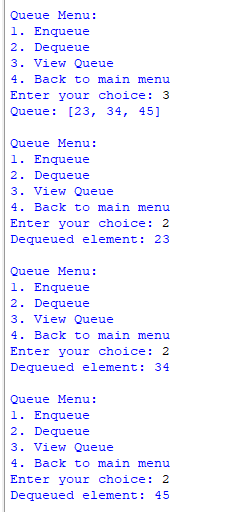 Queue Menu:
1. Enqueue
2. Dequeue
3. View Queue
4. Back to main menu
Enter your choice: 3
Queue: [23, 34, 45]

Queue Menu:
1. Enqueue
2. Dequeue
3. View Queue
4. Back to main menu
Enter your choice: 2
Dequeued element: 23

Queue Menu:
1. Enqueue
2. Dequeue
3. View Queue
4. Back to main menu
Enter your choice: 2
Dequeued element: 34

Queue Menu:
1. Enqueue
2. Dequeue
3. View Queue
4. Back to main menu
Enter your choice: 2
Dequeued element: 45